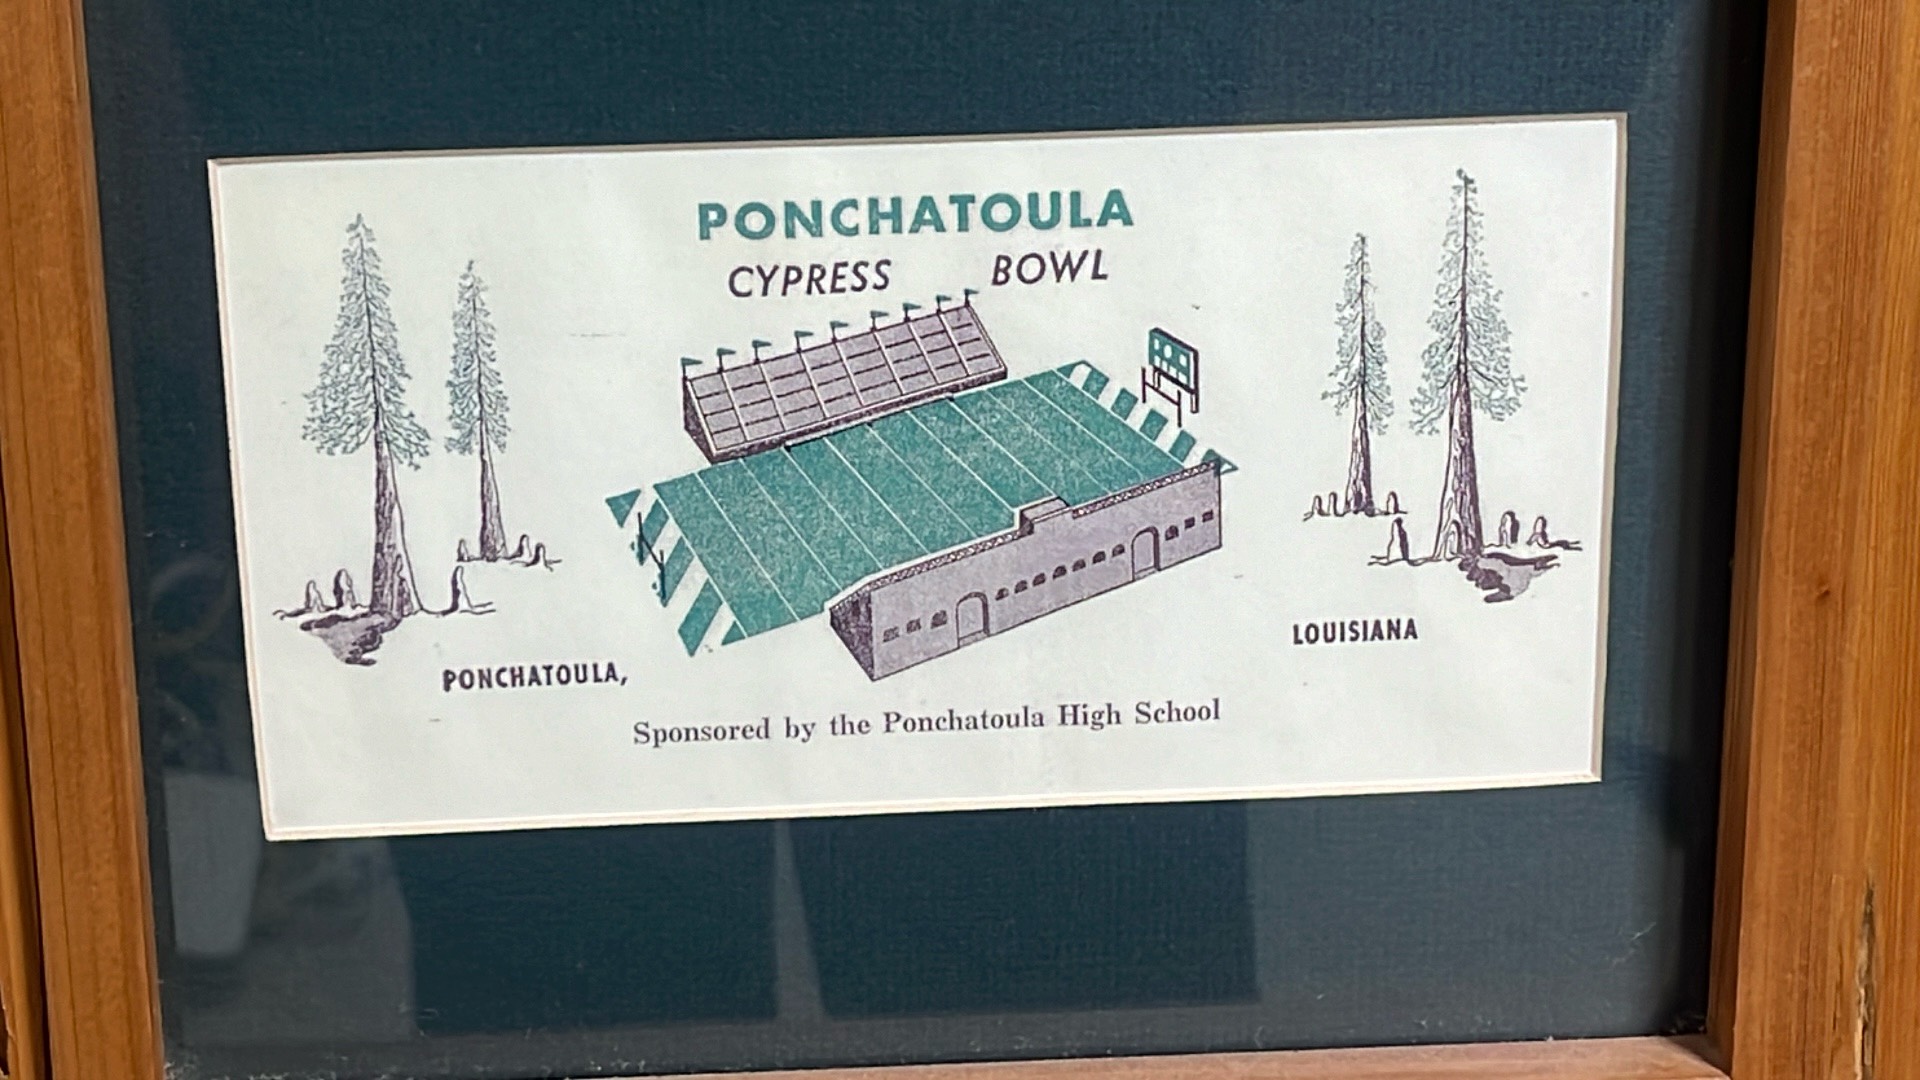 PONCHATOULA
CYPRESS BOWL
PONCHATOULA, LOUISIANA
Sponsored by the Ponchatoula High School